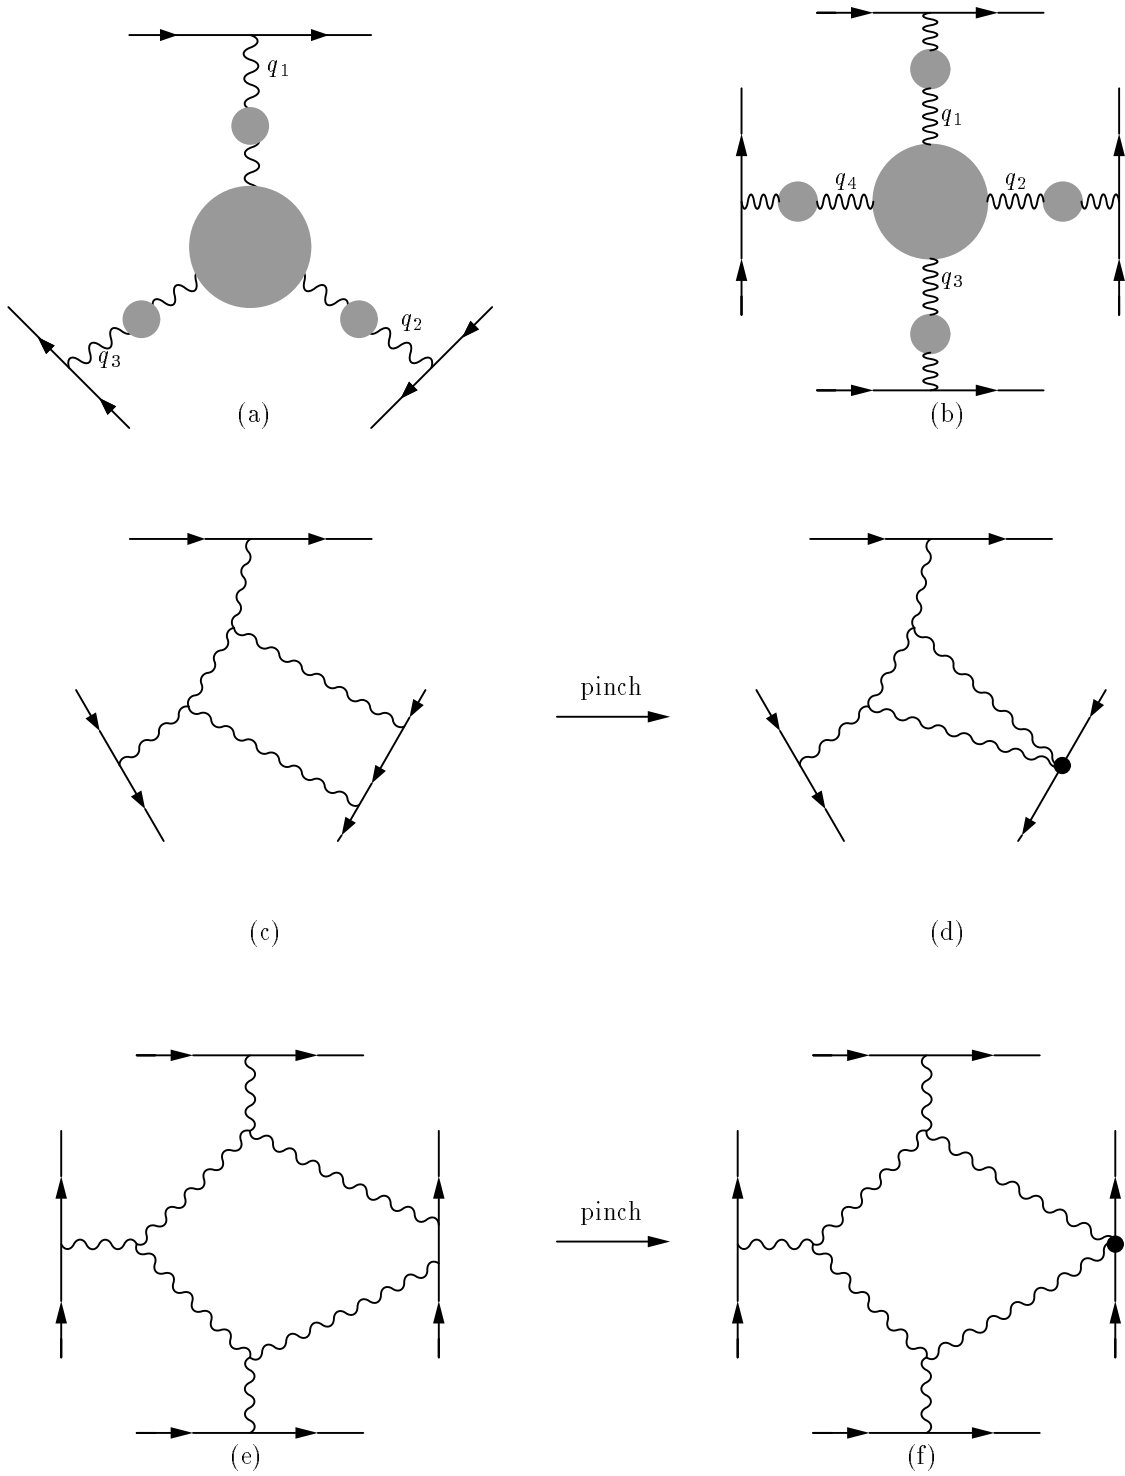 q₁
q₁
q₄
q₂
q₃
q₂
q₃
(a)
(b)
pinch
(c)
(d)
pinch
(e)
(f)